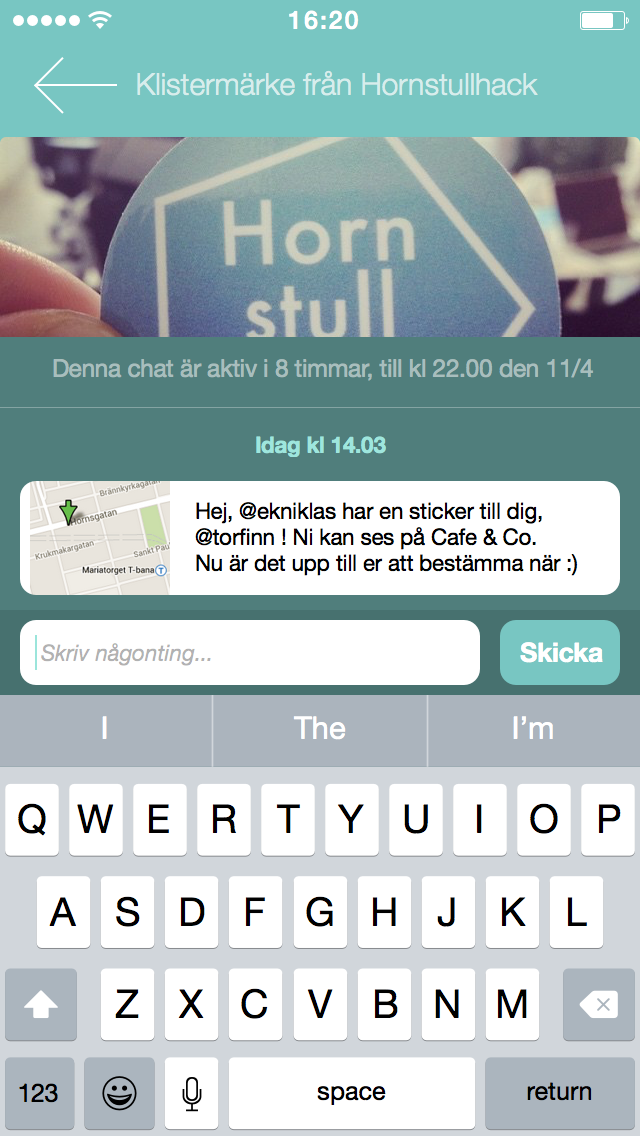 16:20
Klistermärke från Hornstullhack
Horn
stull
Denna chat är aktiv i 8 timmar, till kl 22.00 den 11/4
Idag kl 14.03
Brännkyrkagatan
Hornsgatan
Krukmakargatan
Sankt Pau
Mariatorget T-bana T
Hej, @ekniklas har en sticker till dig,
@torfinn ! Ni kan ses på Cafe & Co.
Nu är det upp till er att bestämma när :)
Skriv någonting...
Skicka
I The I’m
Q W E R T Y U I O P
A S D F G H J K L
Z X C V B N M
123 space return